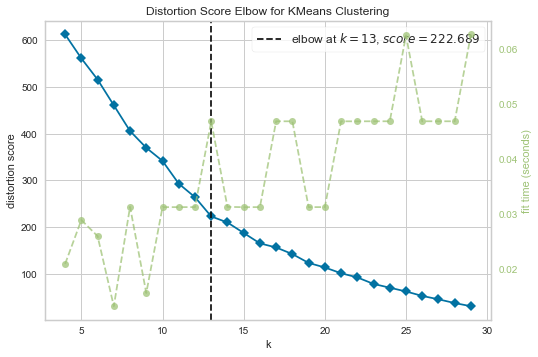 Distortion Score Elbow for KMeans Clustering
elbow at k = 13, score = 222.689
600
500
400
300
200
100
distortion score
0.06
0.05
0.04
0.03
0.02
fit time (seconds)
5 10 15 20 25 30
k